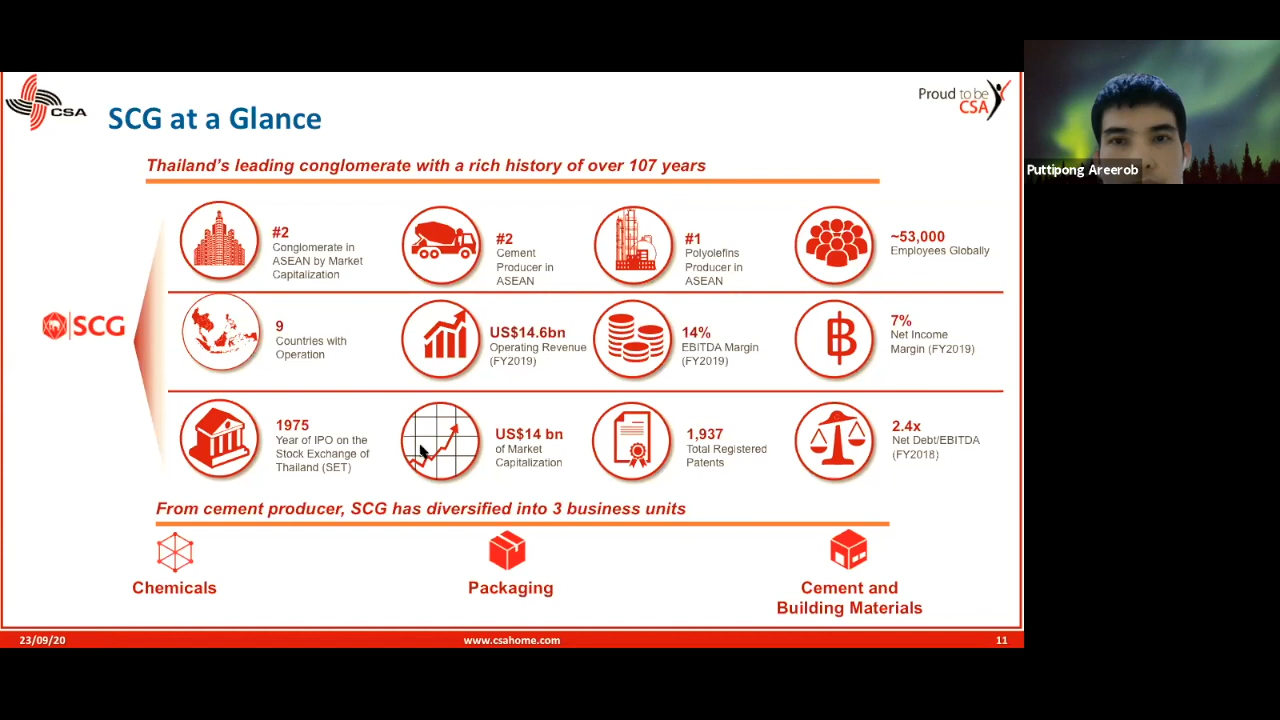 CSA
SCG at a Glance
Proud to be
CSA
Puttipong Areerob
Thailand's leading conglomerate with a rich history of over 107 years
#2
Conglomerate in
ASEAN by Market
Capitalization
#2
Cement
Producer in
ASEAN
#1
Polyolefins
Producer in
ASEAN
~53,000
Employees Globally
SCG
9
Countries with
Operation
US$14.6bn
Operating Revenue
(FY2019)
14%
EBITDA Margin
(FY2019)
7%
Net Income
Margin (FY2019)
1975
Year of IPO on the
Stock Exchange of
Thailand (SET)
US$14 bn
of Market
Capitalization
1,937
Total Registered
Patents
2.4x
Net Debt/EBITDA
(FY2018)
From cement producer, SCG has diversified into 3 business units
Chemicals
Packaging
Cement and
Building Materials
23/09/20
www.csahome.com
11